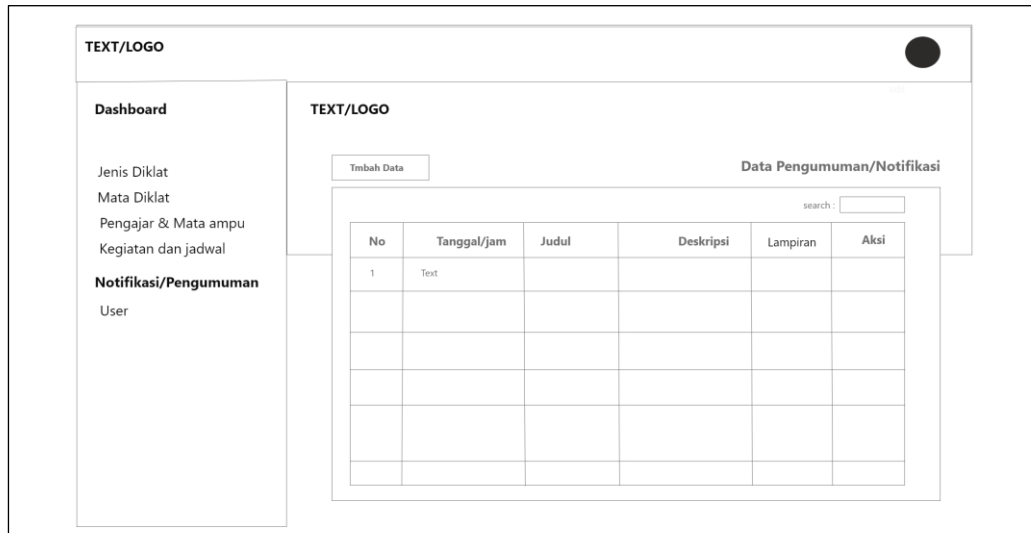 TEXT/LOGO
Dashboard
TEXT/LOGO
Jenis Diklat
Mata Diklat
Pengajar & Mata ampu
Kegiatan dan jadwal
Notifikasi/Pengumuman
User
Tmbah Data
Data Pengumuman/Notifikasi
search :
No Tanggal/jam Judul Deskripsi Lampiran Aksi
1 Text